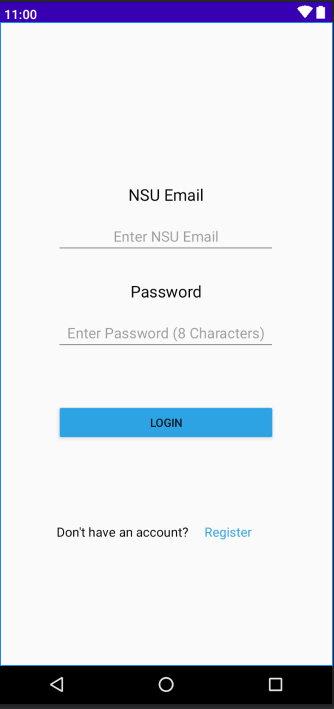 11:00
NSU Email
Enter NSU Email
Password
Enter Password (8 Characters)
LOGIN
Don't have an account? Register